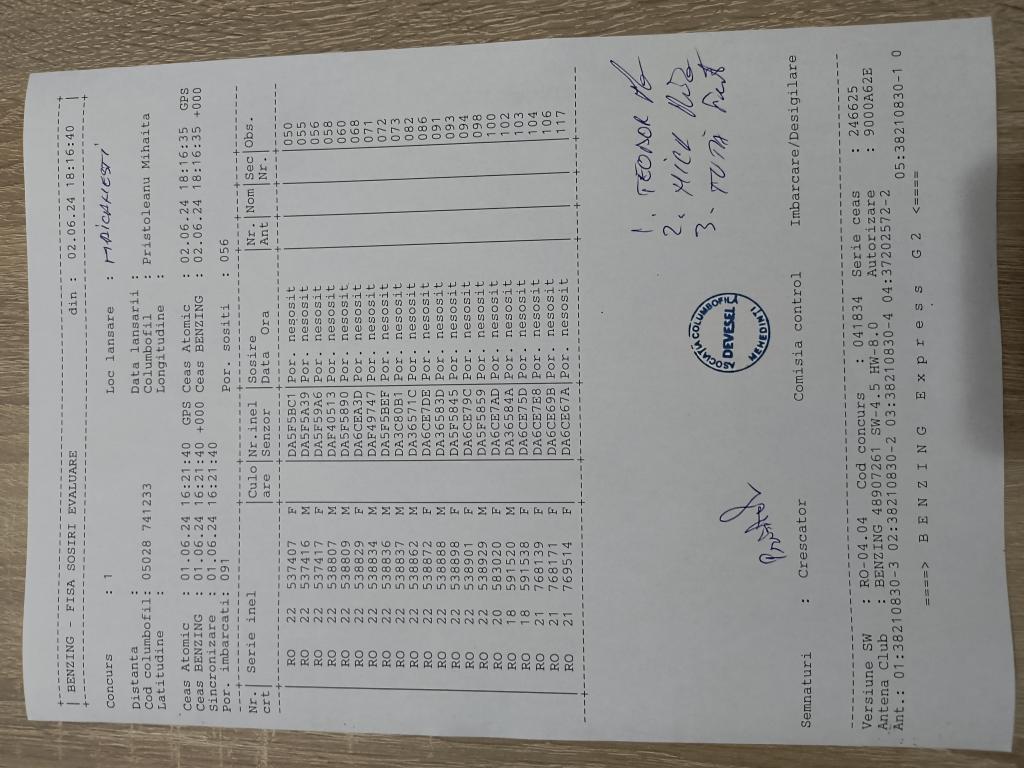 | BENZING - FISA SOSIRI EVALUARE din : 02.06.24 18:16:40 |
Concurs : 1 Loc lansare : MAICANESTI
Distanta : Data lansarii :
Cod columbofil: 05028 741233 Columbofil : Pristoleanu Mihaita
Latitudine : Longitudine :
Ceas Atomic : 01.06.24 16:21:40 GPS Ceas Atomic : 02.06.24 18:16:35 GPS
Ceas BENZING : 01.06.24 16:21:40 +000 Ceas BENZING : 02.06.24 18:16:35 +000
Sincronizare : 01.06.24 16:21:40
Por. imbarcati: 091 Por. sositi : 056
Nr. Serie inel |Culo|Nr.inel |Sosire |Nr. |Nom|Sec|Obs.
crt |are |Sensor |Data Ora |Ant | |Nr.|
RO 22 537407 F |DA5F5BC1|Por. nesosit |050
RO 22 537416 M |DA5F5A39|Por. nesosit |055
RO 22 537417 F |DA5F59A6|Por. nesosit |056
RO 22 538807 M |DAF40513|Por. nesosit |058
RO 22 538809 M |DA5F5890|Por. nesosit |060
RO 22 538829 F |DA6CEA3D|Por. nesosit |068
RO 22 538834 M |DAF49747|Por. nesosit |071
RO 22 538836 M |DA5F5BEF|Por. nesosit |072
RO 22 538837 M |DA3C80B1|Por. nesosit |073
RO 22 538862 M |DA36571C|Por. nesosit |082
RO 22 538872 F |DA6CE7DE|Por. nesosit |086
RO 22 538888 M |DA36583D|Por. nesosit |091
RO 22 538898 F |DA5F5845|Por. nesosit |093
RO 22 538901 F |DA6CE79C|Por. nesosit |094
RO 22 538929 M |DA5F5859|Por. nesosit |098
RO 20 583020 F |DA6CE7AD|Por. nesosit |100
RO 18 591520 M |DA36584A|Por. nesosit |102
RO 18 591538 F |DA6CE75D|Por. nesosit |103
RO 21 768139 F |DA6CE7E8|Por. nesosit |104
RO 21 768171 F |DA6CE69B|Por. nesosit |106
RO 21 769514 F |DA6CE67A|Por. nesosit |117
1. TEODOR
2. MICK
3. TUTA
ASOCIATIA COLUMBOFILA
DEVESEL
MEHEDINTI
Semnaturi : Crescator Comisia control Imbarcare/Desigilare
Versiune SW : RO-04.04 Cod concurs : 041834 Serie ceas : 246625
Antena Club : BENZING 48907261 SW-4.5 HW-8.0 Autorizare : 9000A62E
Ant.: 01:38210830-3 02:38210830-2 03:38210830-4 04:37202572-2 05:38210830-1 0
====> B E N Z I N G E x p r e s s G 2 <====